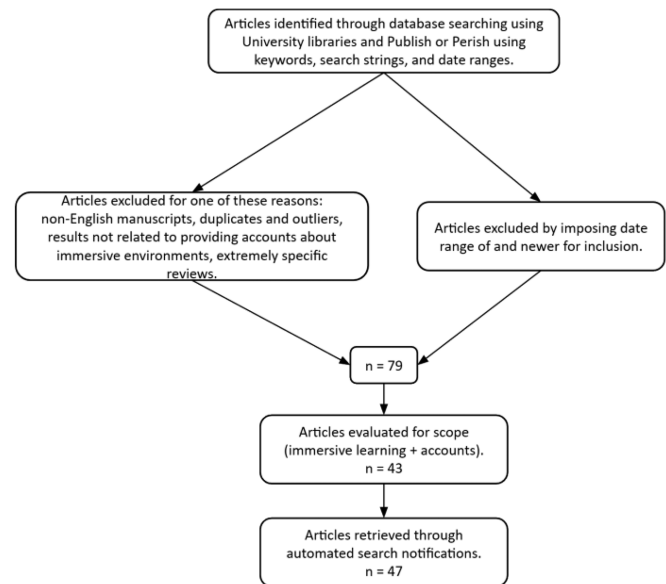 Articles identified through database searching using
University libraries and Publish or Perish using
keywords, search strings, and date ranges.
Articles excluded for one of these reasons:
non-English manuscripts, duplicates and outliers,
results not related to providing accounts about
immersive environments, extremely specific
reviews.
Articles excluded by imposing date
range of and newer for inclusion.
n = 79
Articles evaluated for scope
(immersive learning + accounts).
n = 43
Articles retrieved through
automated search notifications.
n = 47